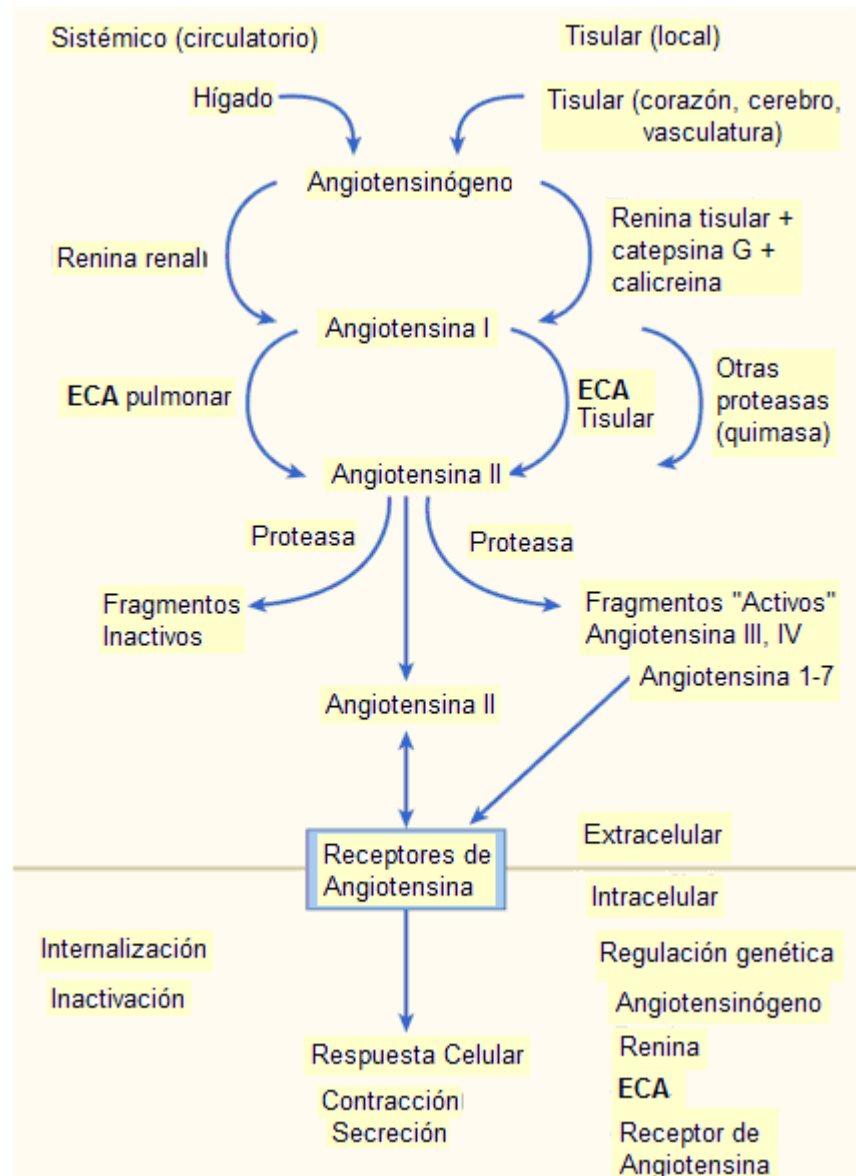 Sistémico (circulatorio)
Tisular (local)
Hígado
Tisular (corazón, cerebro,
vasculatura)
Angiotensinógeno
Renina renal
Renina tisular +
catepsina G +
calicreina
Angiotensina I
ECA pulmonar
ECA
Tisular
Otras
proteasas
(quimasa)
Angiotensina II
Proteasa
Proteasa
Fragmentos
Inactivos
Fragmentos "Activos"
Angiotensina III, IV
Angiotensina 1-7
Angiotensina II
Receptores de
Angiotensina
Extracelular
Intracelular
Internalización
Inactivación
Regulación genética
Angiotensinógeno
Renina
ECA
Receptor de
Angiotensina
Respuesta Celular
Contracción
Secreción